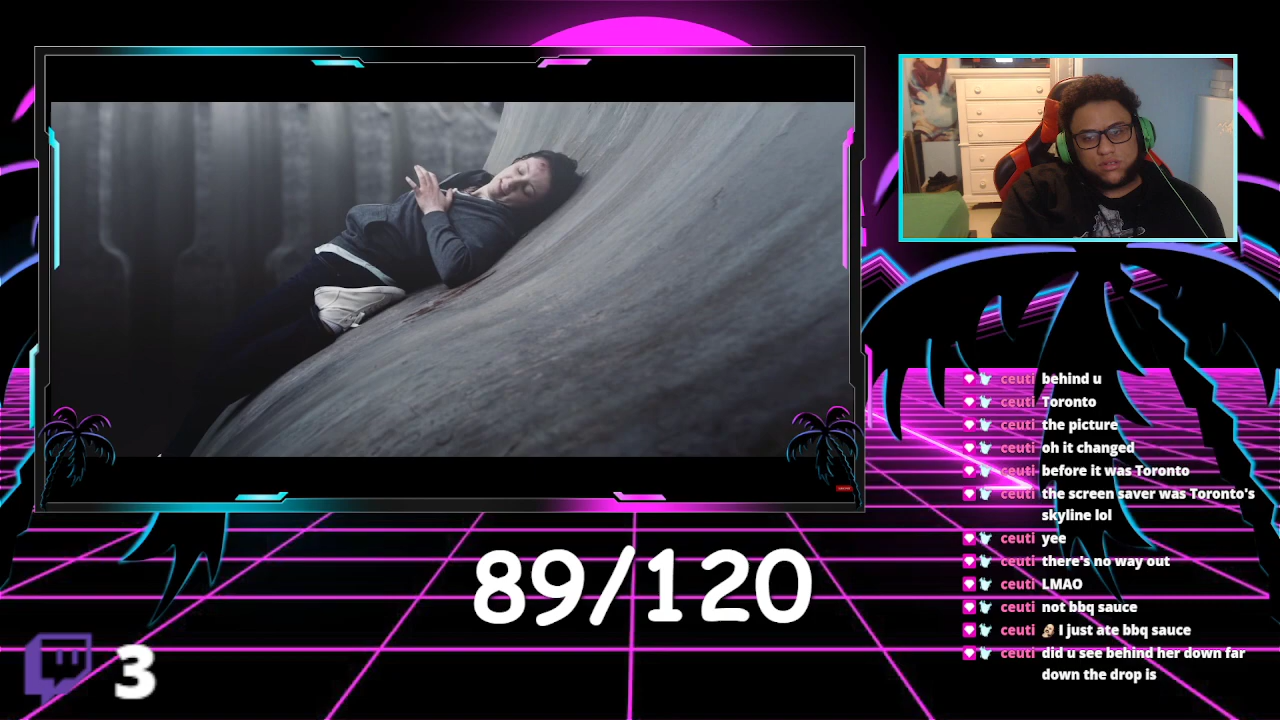 ceuti behind u
ceuti Toronto
ceuti the picture
ceuti oh it changed
ceuti before it was Toronto
ceuti the screen saver was Toronto's
skyline lol
ceuti yee
ceuti there's no way out
ceuti LMAO
ceuti not bbq sauce
ceuti I just ate bbq sauce
ceuti did u see behind her down far
down the drop is
89/120
3